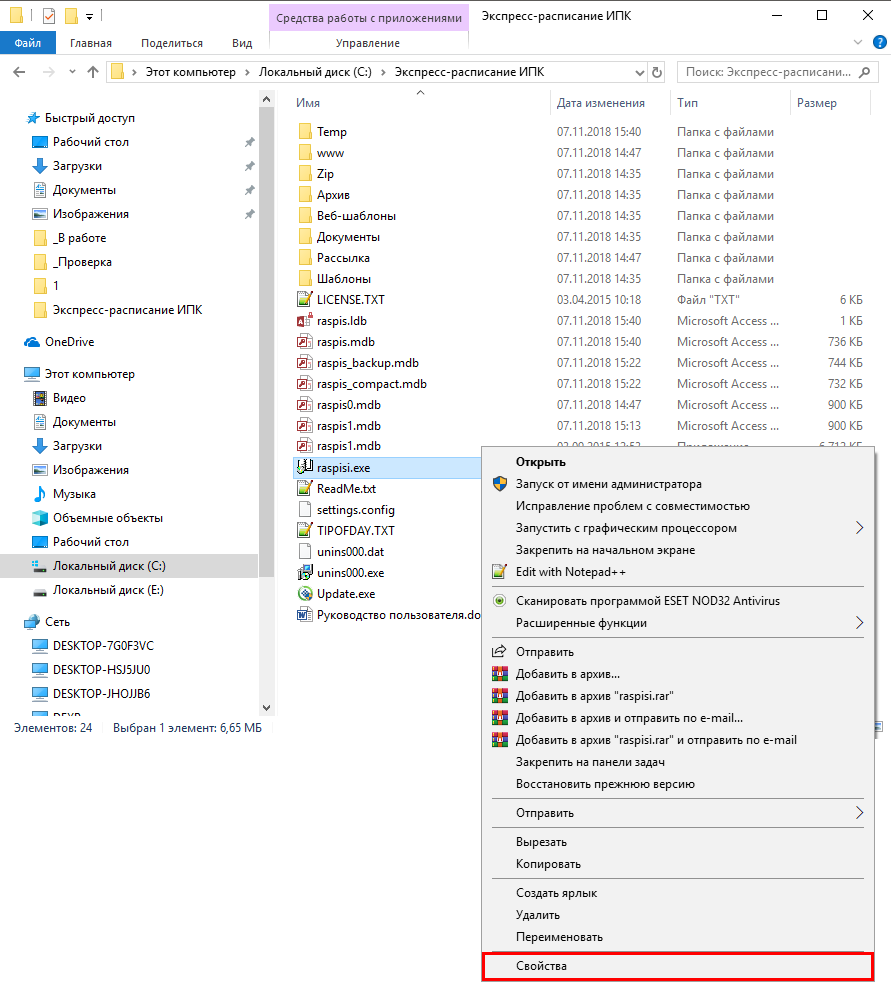 Средства работы с приложениями
Экспресс-расписание ИПК
Файл
Главная
Поделиться
Вид
Управление
Этот компьютер
Локальный диск (C:)
Экспресс-расписание ИПК
Поиск: Экспресс-расписани...
Быстрый доступ
Рабочий стол
Загрузки
Документы
Изображения
_В работе
_Проверка
1
Экспресс-расписание ИПК
OneDrive
Этот компьютер
Видео
Документы
Загрузки
Изображения
Музыка
Объемные объекты
Рабочий стол
Локальный диск (C:)
Локальный диск (E:)
Сеть
DESKTOP-7G0F3VC
DESKTOP-HSJ5JU0
DESKTOP-JHOJJB6
Имя Дата изменения Тип Размер
Temp 07.11.2018 15:40 Папка с файлами
www 07.11.2018 14:47 Папка с файлами
Zip 07.11.2018 14:35 Папка с файлами
Архив 07.11.2018 14:35 Папка с файлами
Веб-шаблоны 07.11.2018 14:35 Папка с файлами
Документы 07.11.2018 14:35 Папка с файлами
Рассылка 07.11.2018 14:47 Папка с файлами
Шаблоны 07.11.2018 14:35 Папка с файлами
LICENSE.TXT 03.04.2015 10:18 Файл "TXT" 6 КБ
raspis.ldb 07.11.2018 15:40 Microsoft Access ... 1 КБ
raspis.mdb 07.11.2018 15:40 Microsoft Access ... 736 КБ
raspis_backup.mdb 07.11.2018 15:22 Microsoft Access ... 744 КБ
raspis_compact.mdb 07.11.2018 15:22 Microsoft Access ... 732 КБ
raspis0.mdb 07.11.2018 14:47 Microsoft Access ... 900 КБ
raspis1.mdb 07.11.2018 15:13 Microsoft Access ... 900 КБ
raspis1.mdb
raspisi.exe
ReadMe.txt
settings.config
TIPOFDAY.TXT
unins000.dat
unins000.exe
Update.exe
Руководство пользователя.do
Элементов: 24 Выбран 1 элемент: 6,65 МБ
Открыть
Запуск от имени администратора
Исправление проблем с совместимостью
Запустить с графическим процессором
Закрепить на начальном экране
Edit with Notepad++
Сканировать программой ESET NOD32 Antivirus
Расширенные функции
Отправить
Добавить в архив...
Добавить в архив "raspisi.rar"
Добавить в архив и отправить по e-mail...
Добавить в архив "raspisi.rar" и отправить по e-mail
Закрепить на панели задач
Восстановить прежнюю версию
Отправить
Вырезать
Копировать
Создать ярлык
Удалить
Переименовать
Свойства